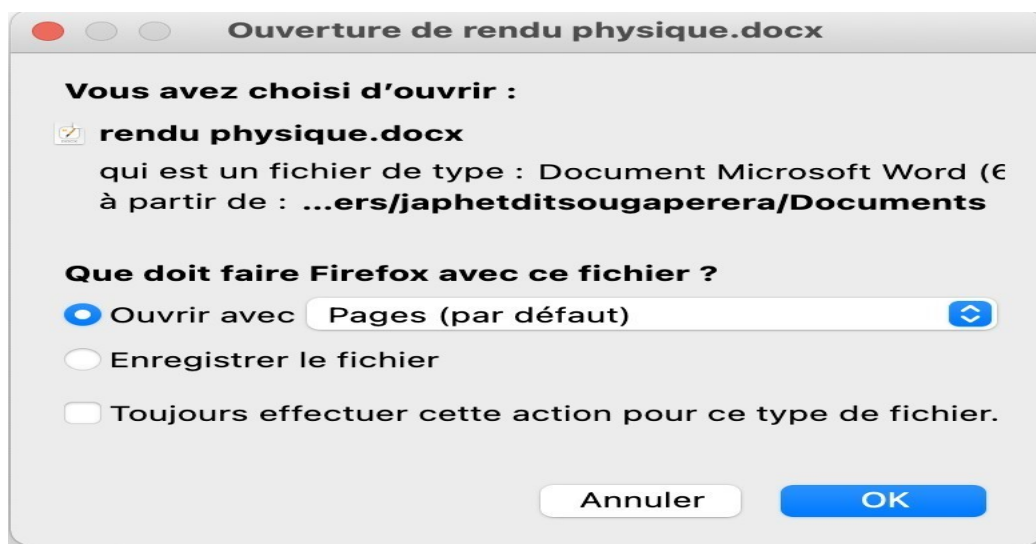 Ouverture de rendu physique.docx
Vous avez choisi d’ouvrir :
rendu physique.docx
qui est un fichier de type : Document Microsoft Word (6
à partir de : ...ers/japhetditsougaperera/Documents
Que doit faire Firefox avec ce fichier ?
Ouvrir avec Pages (par défaut)
Enregistrer le fichier
Toujours effectuer cette action pour ce type de fichier.
Annuler OK